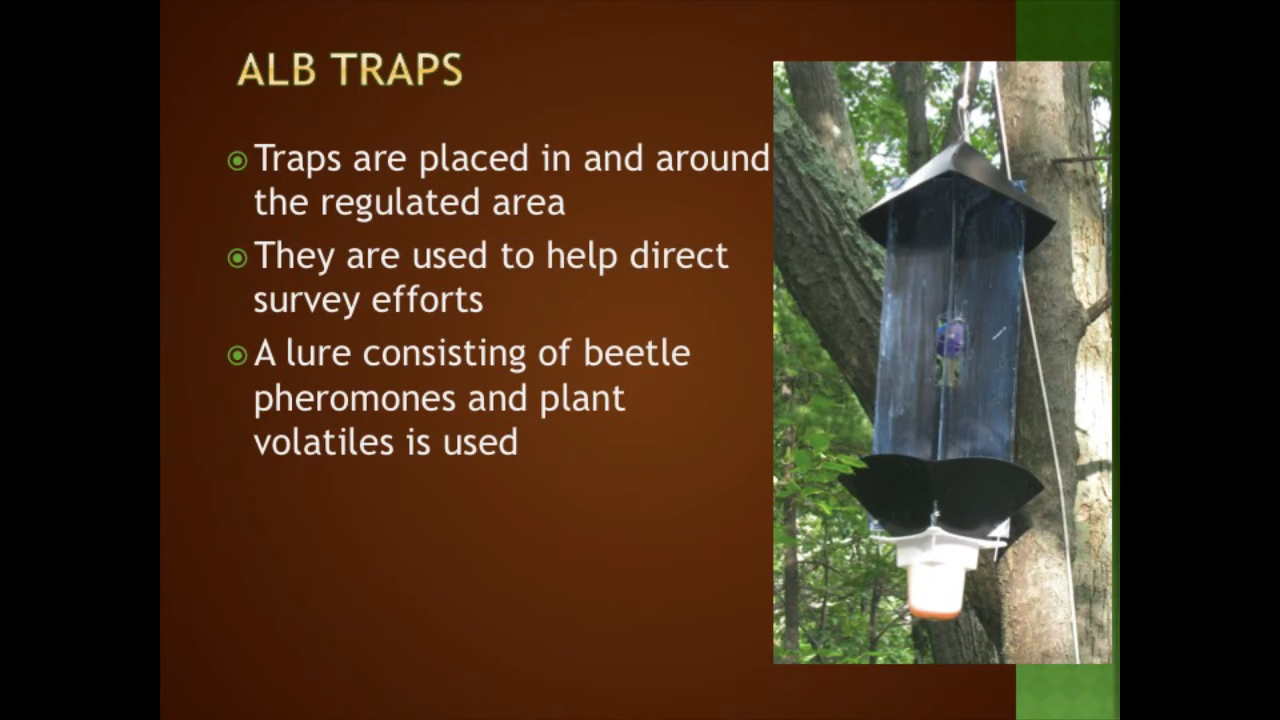 ALB TRAPS
Traps are placed in and around
the regulated area
They are used to help direct
survey efforts
A lure consisting of beetle
pheromones and plant
volatiles is used